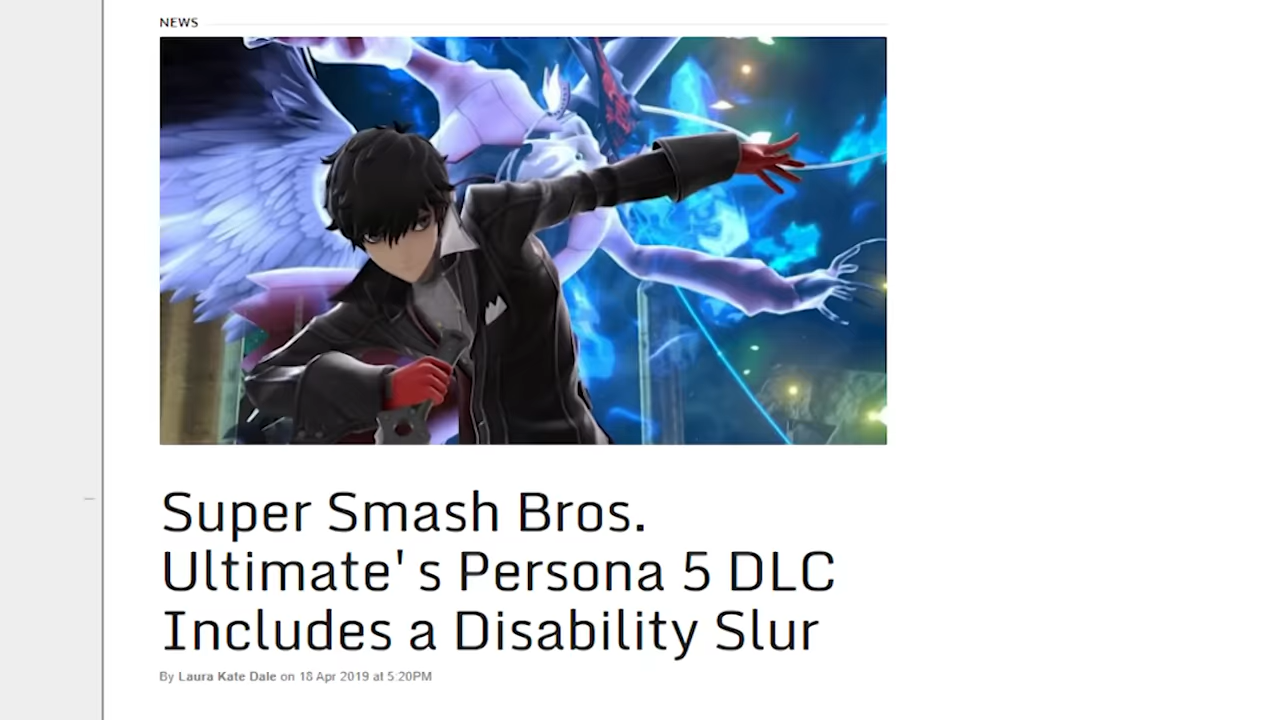 NEWS
Super Smash Bros.
Ultimate's Persona 5 DLC
Includes a Disability Slur
By Laura Kate Dale on 18 Apr 2019 at 5:20PM